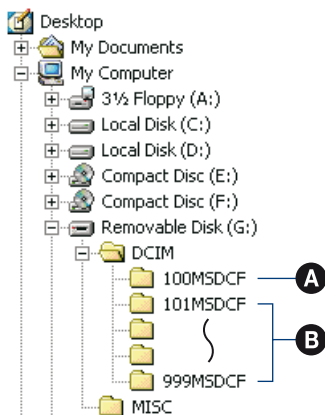 Desktop
My Documents
My Computer
3½ Floppy (A:)
Local Disk (C:)
Local Disk (D:)
Compact Disc (E:)
Compact Disc (F:)
Removable Disk (G:)
DCIM
100MSDCF A
101MSDCF
B
999MSDCF
MISC